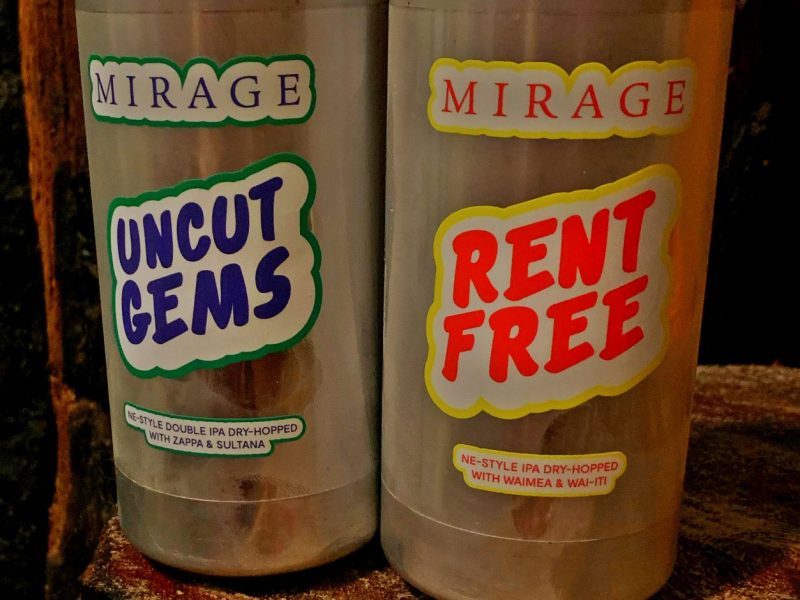 MIRAGE
UNCUT
GEMS
NE-STYLE DOUBLE IPA DRY-HOPPED
WITH ZAPPA & SULTANA
MIRAGE
RENT
FREE
NE-STYLE IPA DRY-HOPPED
WITH WAIMEA & WAI-ITI